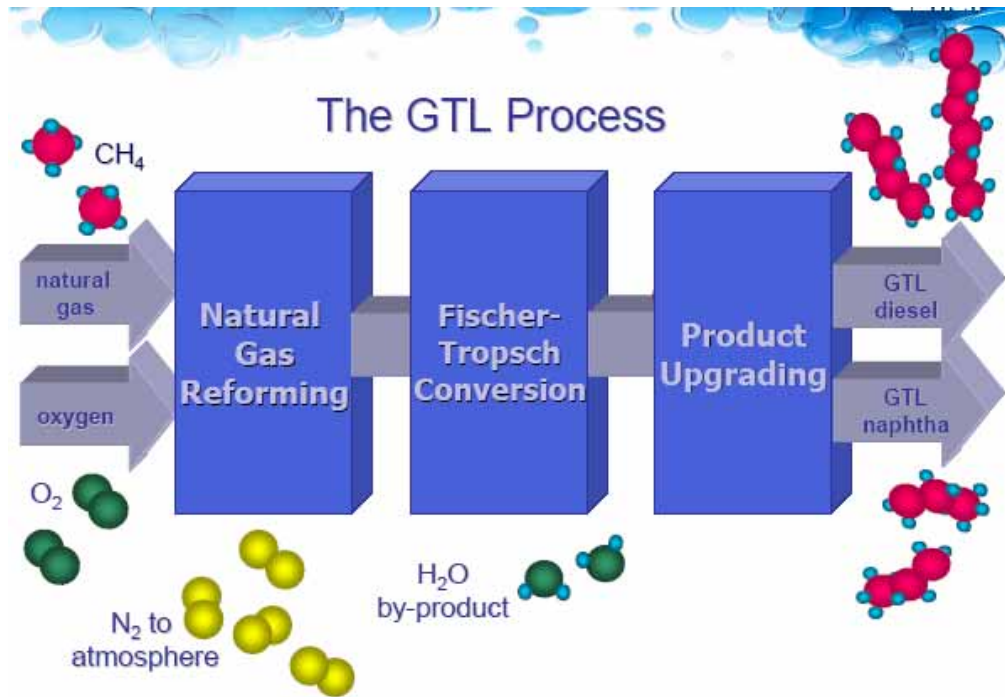 The GTL Process
CH₄
natural
gas
oxygen
O₂
Natural
Gas
Reforming
Fischer-
Tropsch
Conversion
Product
Upgrading
GTL
diesel
GTL
naphtha
N₂ to
atmosphere
H₂O
by-product